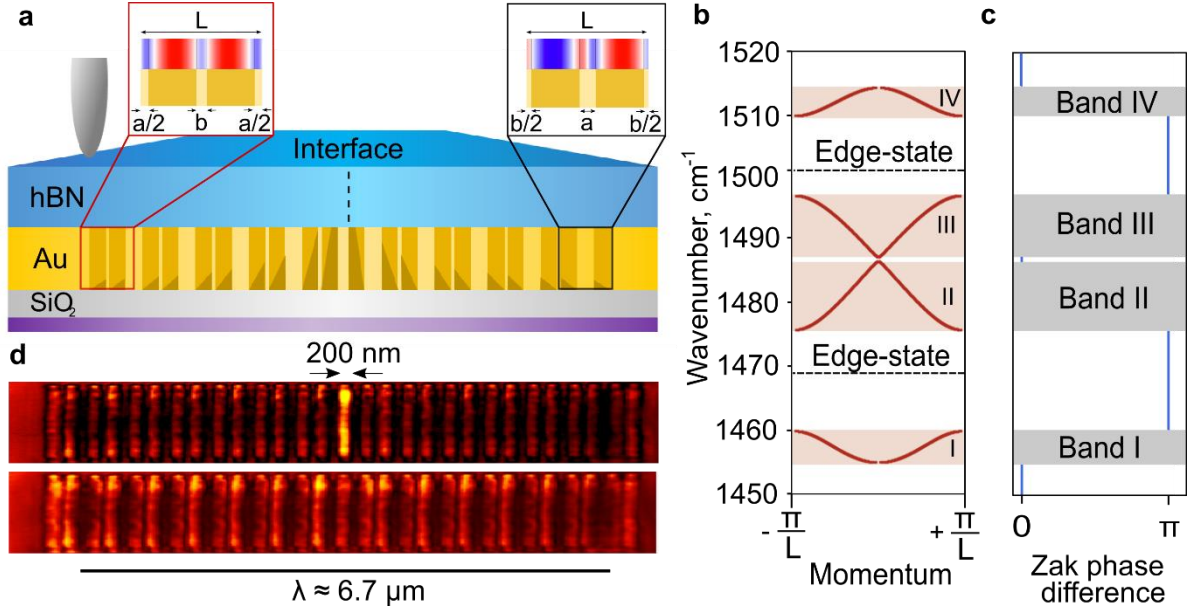 a
L
a/2 b a/2
L
b/2 a b/2
Interface
hBN
Au
SiO₂
d
200 nm
λ ≈ 6.7 µm
b
Wavenumber, cm⁻¹
1520
1510
1500
1490
1480
1470
1460
1450
IV
Edge-state
III
II
Edge-state
I
- π/L + π/L
Momentum
c
Band IV
Band III
Band II
Band I
0 π
Zak phase
difference